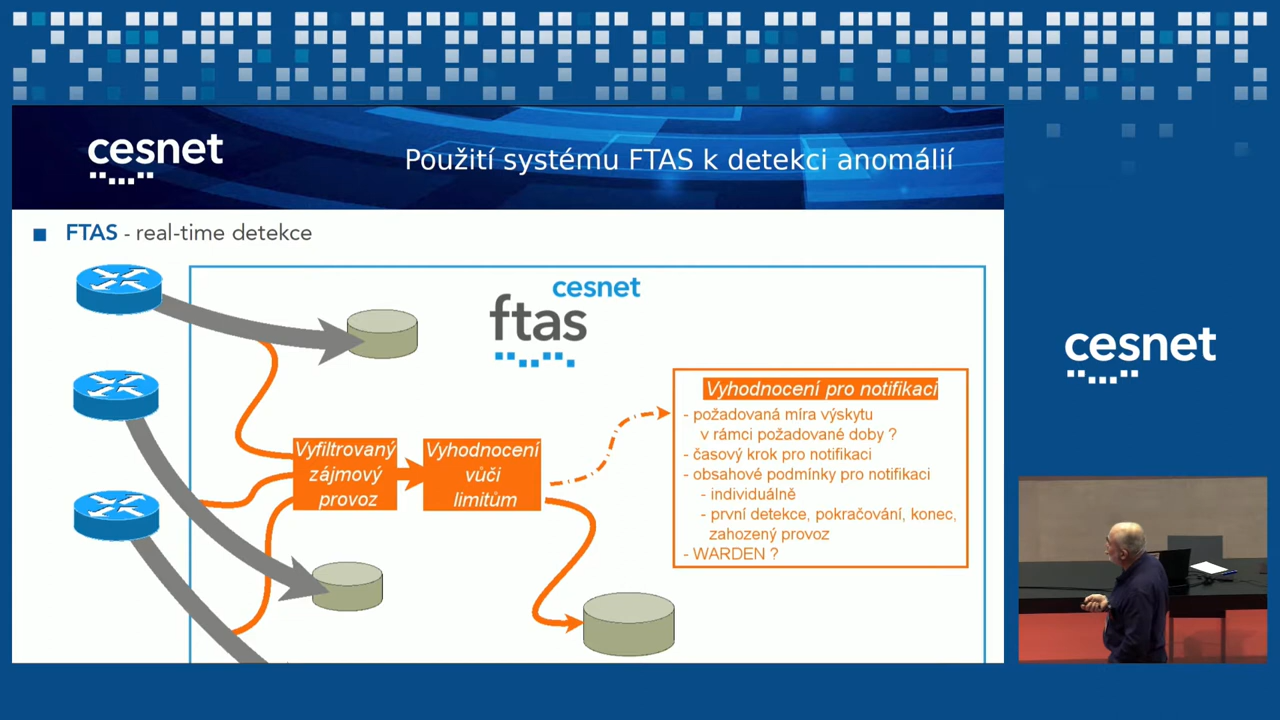 cesnet
Použití systému FTAS k detekci anomálií
FTAS - real-time detekce
cesnet
ftas
Vyfiltrovaný
zájmový
provoz
Vyhodnocení
vůči
limitům
Vyhodnocení pro notifikaci
- požadovaná míra výskytu
v rámci požadované doby ?
- časový krok pro notifikaci
- obsahové podmínky pro notifikaci
- individuálně
- první detekce, pokračování, konec,
zahozený provoz
- WARDEN ?
cesnet